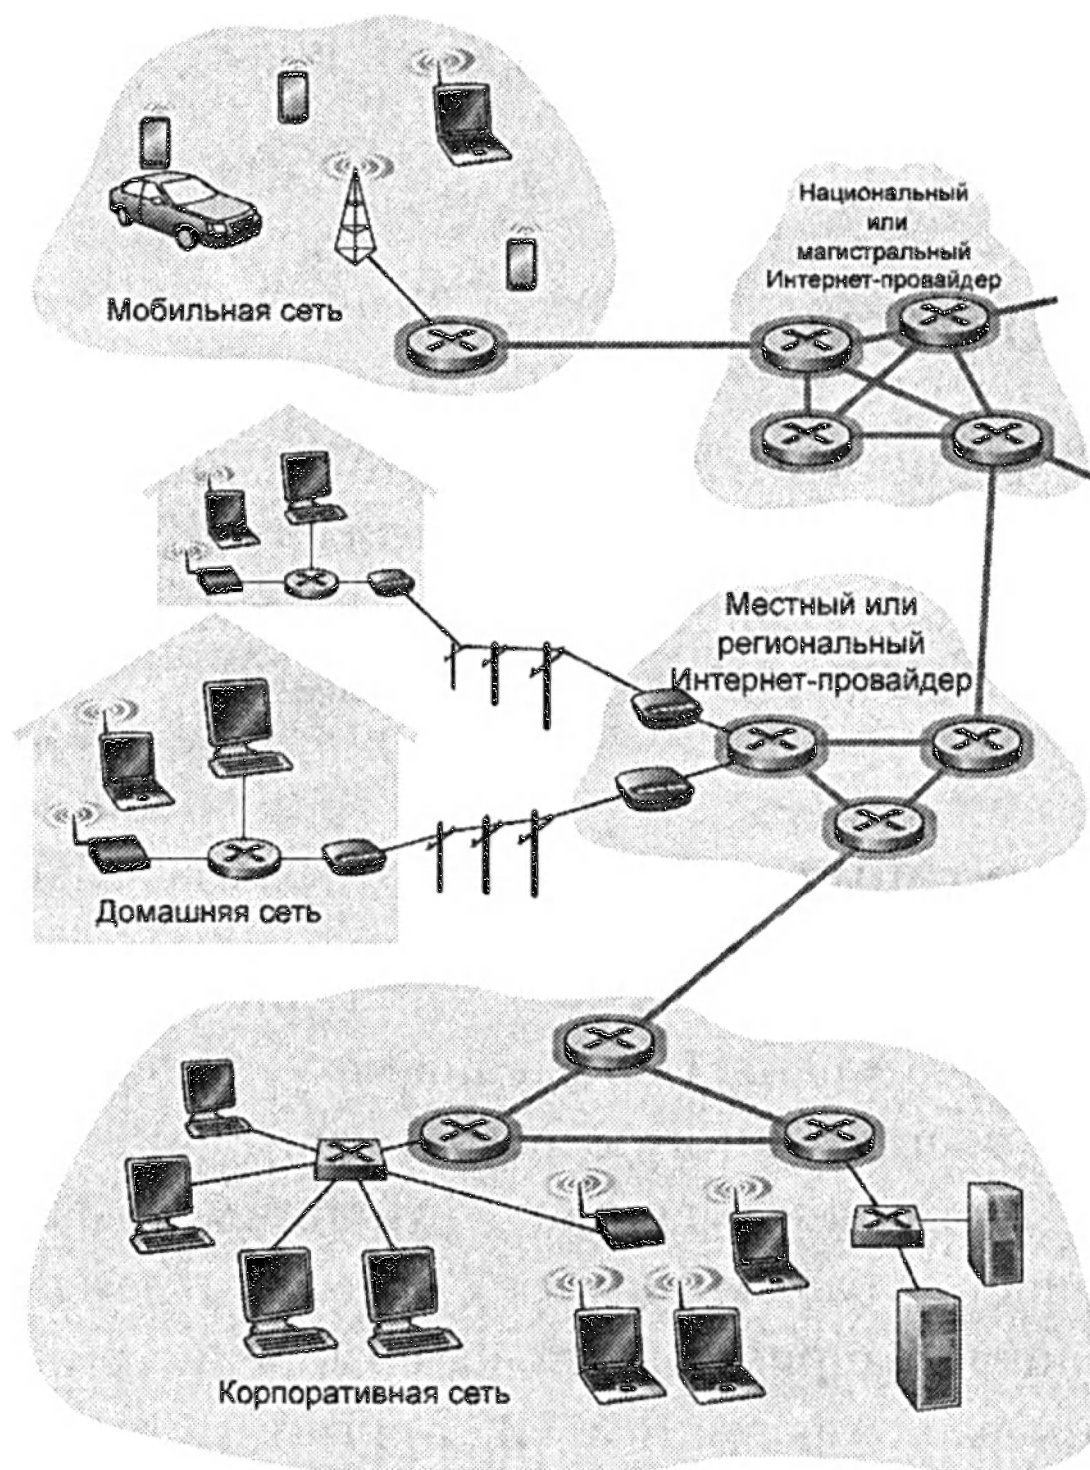 Мобильная сеть
Национальный
или
магистральный
Интернет-провайдер
Местный или
региональный
Интернет-провайдер
Домашняя сеть
Корпоративная сеть